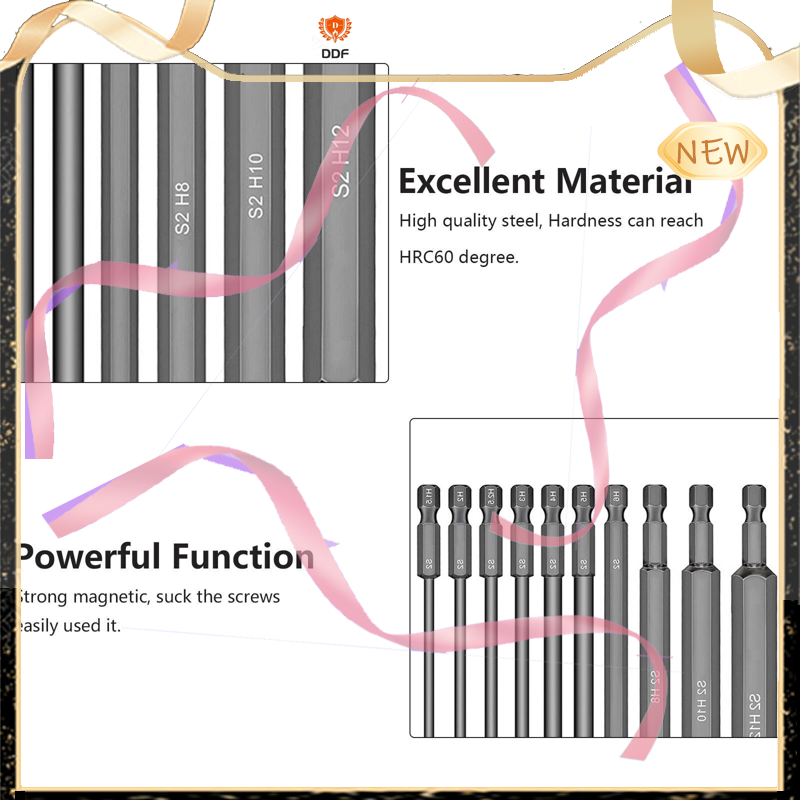 DDF
NEW
S2 H8
S2 H10
S2 H12
Excellent Material
High quality steel, Hardness can reach
HRC60 degree.
H1.5
H2
H2.5
H3
H4
H5
H6
S2
S2
S2
S2
S2
S2
S2
S2 H8
S2 H10
S2 H12
Powerful Function
Strong magnetic, suck the screws
easily used it.